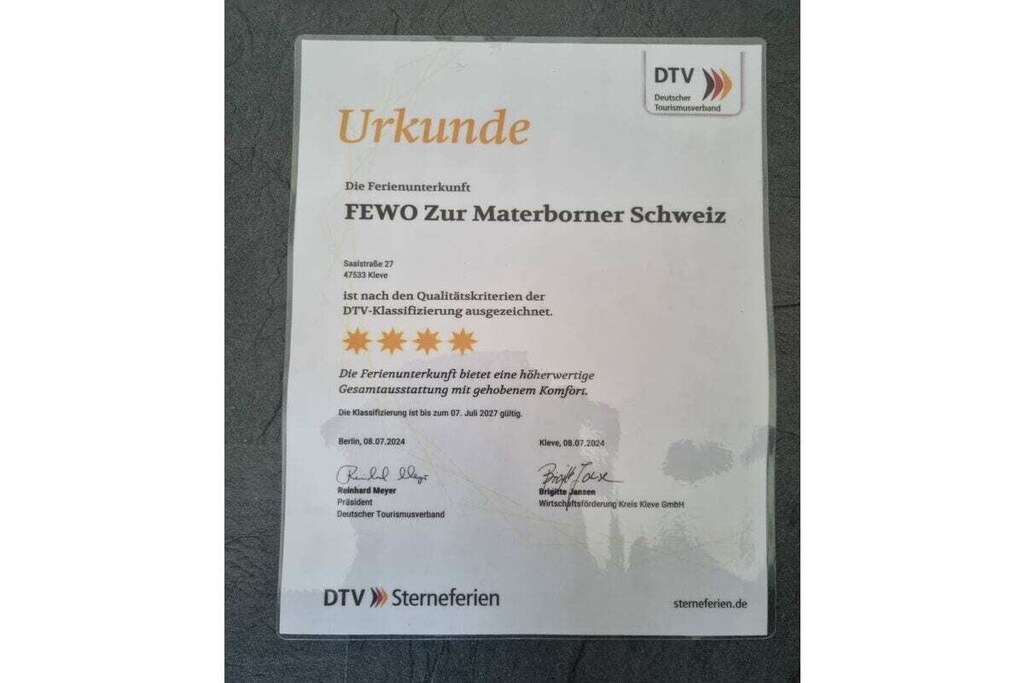 DTV
Deutscher
Tourismusverband
Urkunde
Die Ferienunterkunft
FEWO Zur Materborner Schweiz
Saalstraße 27
47533 Kleve
ist nach den Qualitätskriterien der
DTV-Klassifizierung ausgezeichnet.
Die Ferienunterkunft bietet eine höherwertige
Gesamtausstattung mit gehobenem Komfort.
Die Klassifizierung ist bis zum 07. Juli 2027 gültig.
Berlin, 08.07.2024
Reinhard Meyer
Präsident
Deutscher Tourismusverband
Kleve, 08.07.2024
Brigitte Jansen
Wirtschaftsförderung Kreis Kleve GmbH
DTV Sterneferien
sterneferien.de